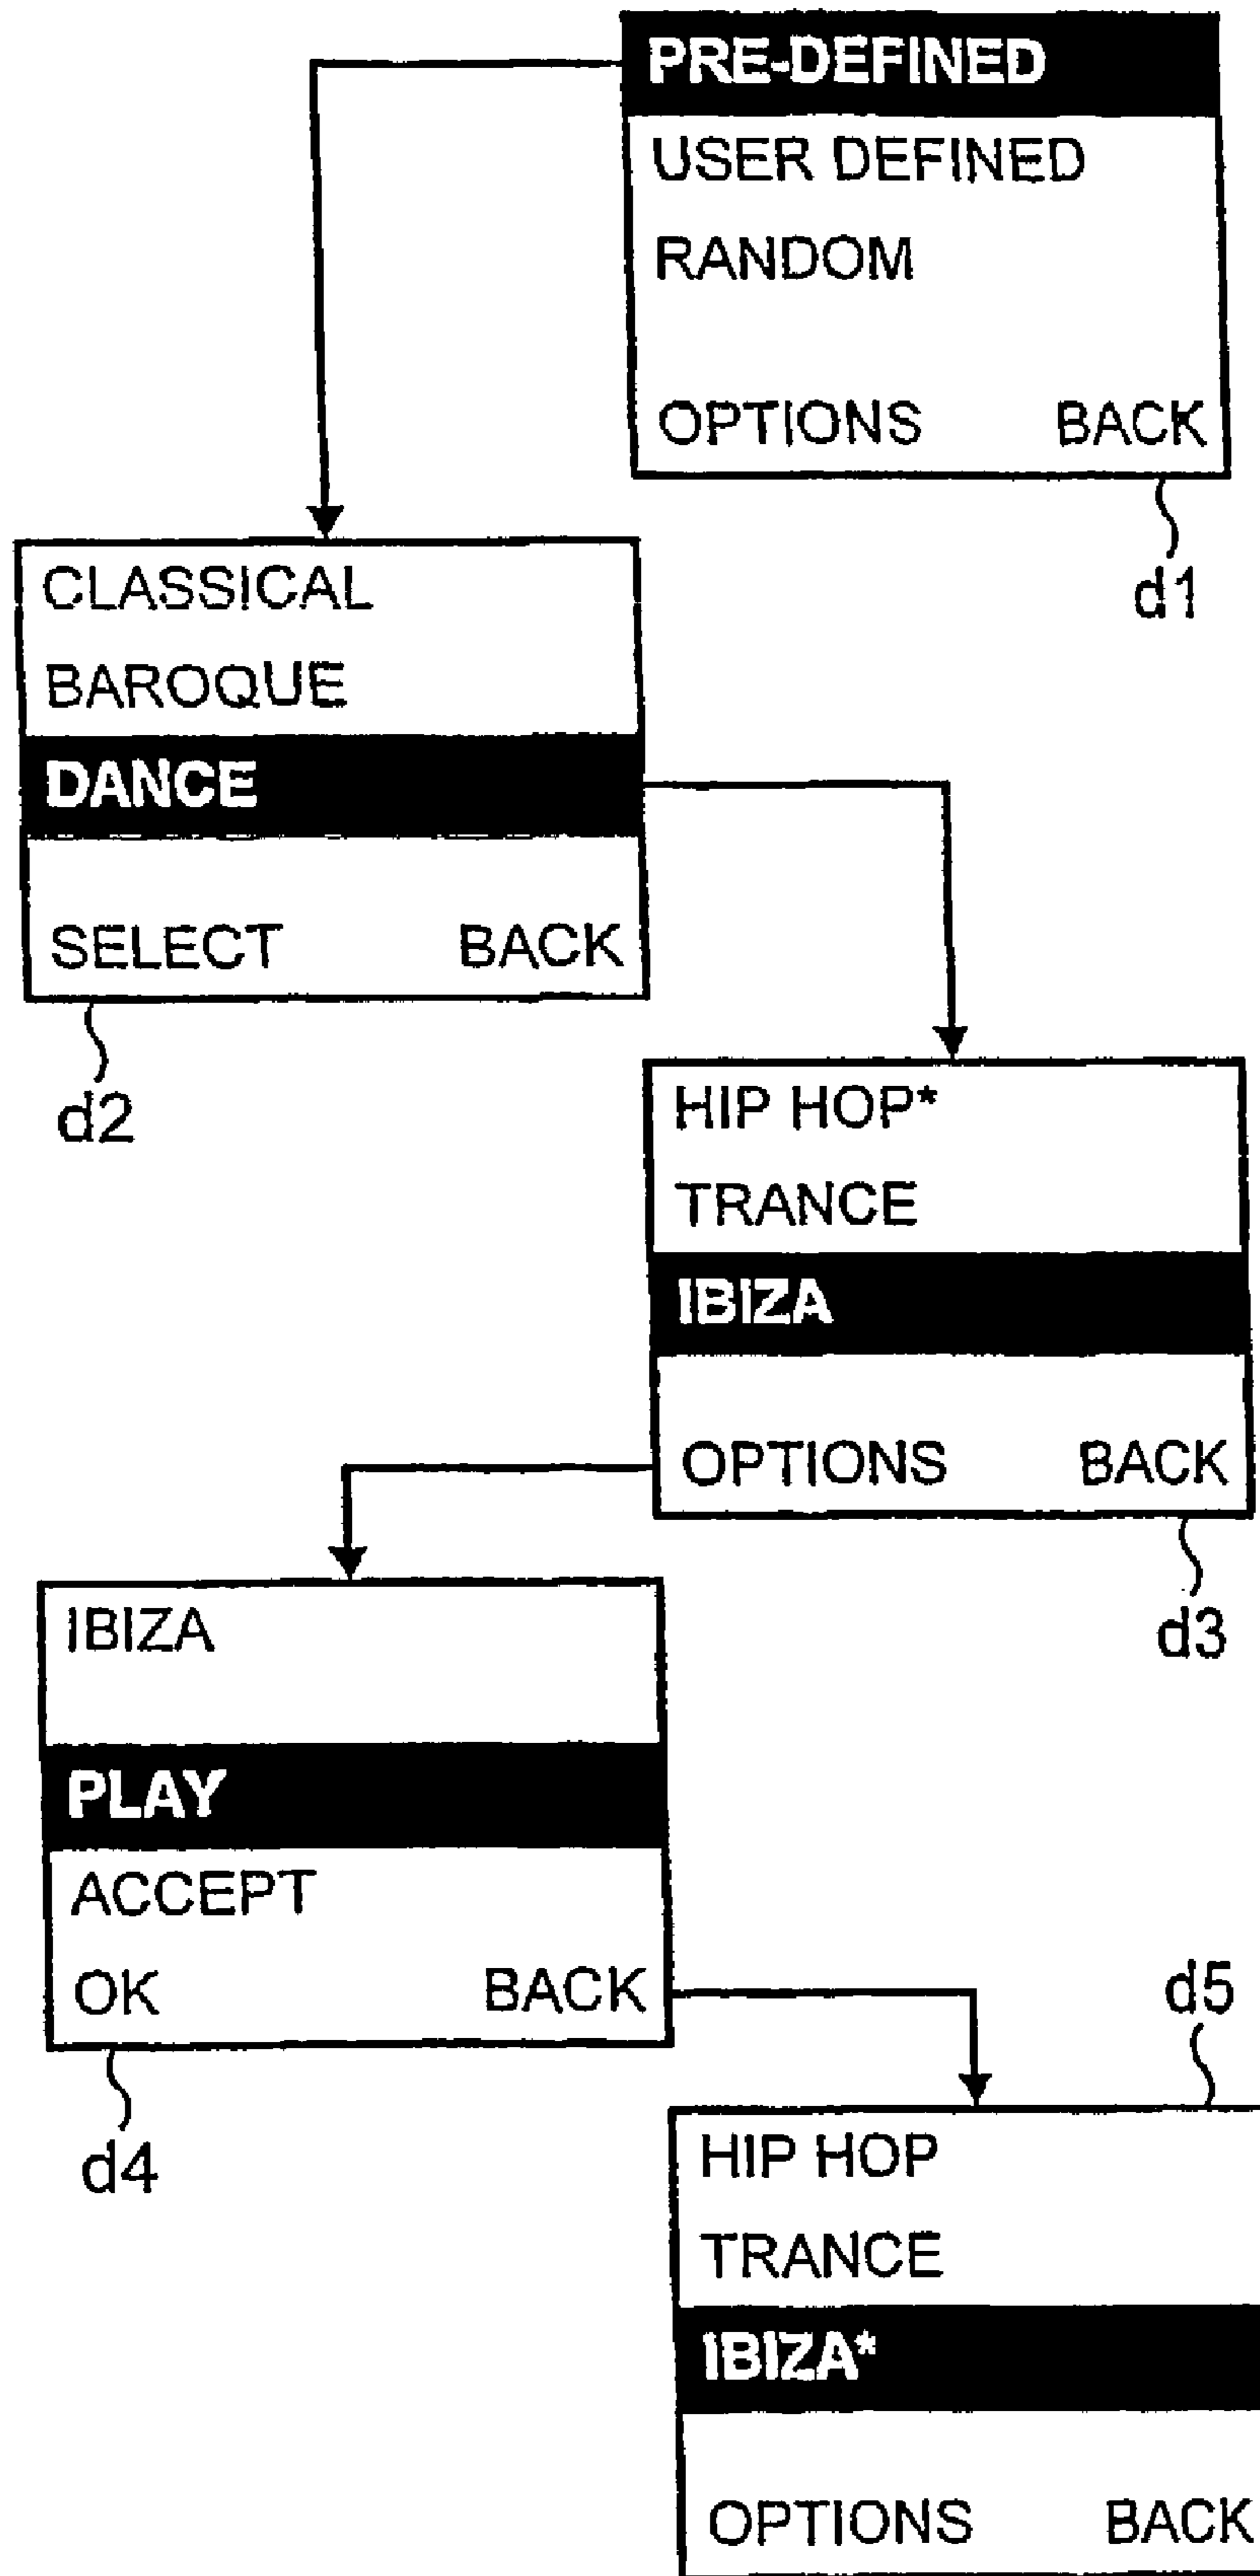 PRE-DEFINED
USER DEFINED
RANDOM
OPTIONS BACK
d1
CLASSICAL
BAROQUE
DANCE
SELECT BACK
d2
HIP HOP*
TRANCE
IBIZA
OPTIONS BACK
d3
IBIZA
PLAY
ACCEPT
OK BACK
d4
d5
HIP HOP
TRANCE
IBIZA*
OPTIONS BACK